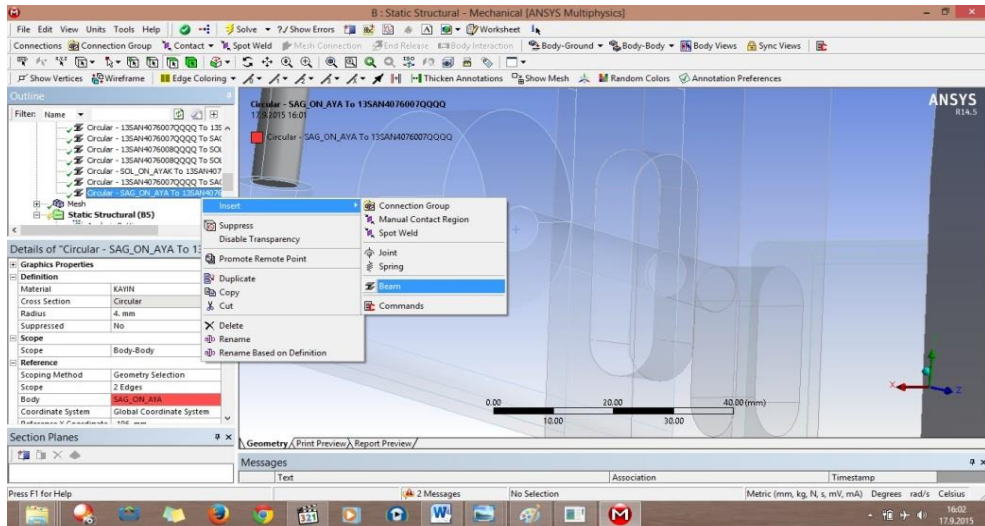 B : Static Structural - Mechanical [ANSYS Multiphysics]
File Edit View Units Tools Help Solve ?/ Show Errors Worksheet
Connections Connection Group Contact Spot Weld Mesh Connection End Release Body Interaction Body-Ground Body-Body Body Views Sync Views
Show Vertices Wireframe Edge Coloring Thicken Annotations Show Mesh Random Colors Annotation Preferences
Outline
Filter: Name
Circular - 13SAN4076007QQQQ To 13S
Circular - 13SAN4076007QQQQ To SAG
Circular - 13SAN4076008QQQQ To SOL
Circular - 13SAN4076008QQQQ To SOL
Circular - SOL_ON_AYAK To 13SAN407
Circular - 13SAN4076007QQQQ To SAG
Circular - SAG_ON_AYA To 13SAN4076
Mesh
Static Structural (B5)
Details of "Circular - SAG_ON_AYA To 13
Graphics Properties
Definition
Material KAYIN
Cross Section Circular
Radius 4. mm
Suppressed No
Scope
Scope Body-Body
Reference
Scoping Method Geometry Selection
Scope 2 Edges
Body SAG_ON_AYA
Coordinate System Global Coordinate System
Reference X Coordinate 106. mm
Section Planes
Insert
Suppress
Disable Transparency
Promote Remote Point
Duplicate
Copy
Cut
Delete
Rename
Rename Based on Definition
Connection Group
Manual Contact Region
Spot Weld
Joint
Spring
Beam
Commands
Circular - SAG_ON_AYA To 13SAN4076007QQQQ
17.9.2015 16:01
Circular - SAG_ON_AYA To 13SAN4076007QQQQ
ANSYS
R14.5
0.00 20.00 40.00 (mm)
10.00 30.00
X Y Z
Geometry Print Preview Report Preview
Messages
Text Association Timestamp
Press F1 for Help 2 Messages No Selection Metric (mm, kg, N, s, mV, mA) Degrees rad/s Celsius
16:02
17.9.2015